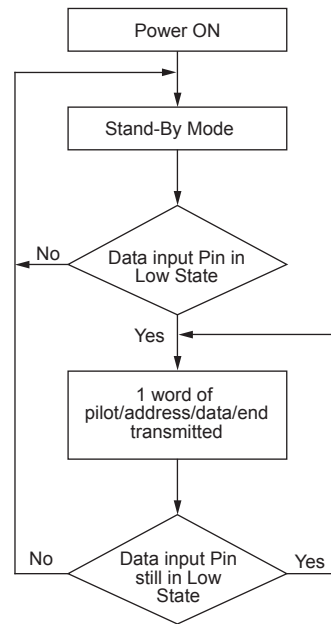 Power ON
Stand-By Mode
No
Data input Pin in
Low State
Yes
1 word of
pilot/address/data/end
transmitted
No
Data input Pin
still in Low
State
Yes